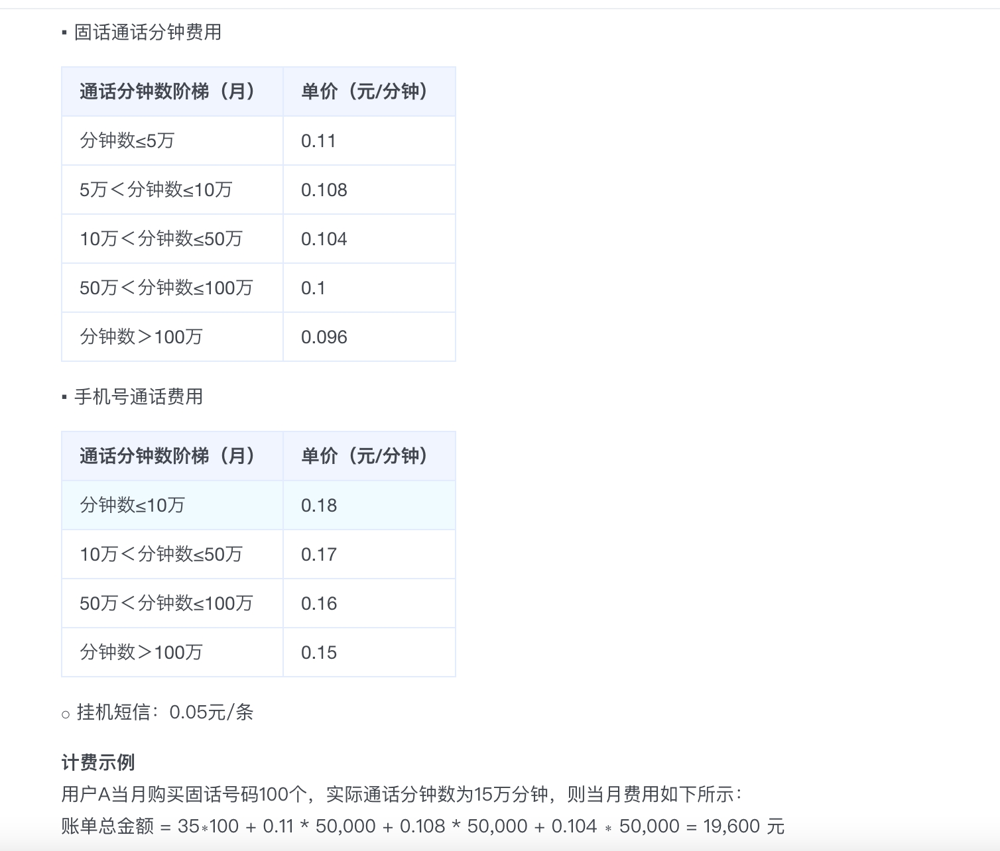 ▪ 固话通话分钟费用
通话分钟数阶梯（月） 单价（元/分钟）
分钟数≤5万 0.11
5万＜分钟数≤10万 0.108
10万＜分钟数≤50万 0.104
50万＜分钟数≤100万 0.1
分钟数＞100万 0.096
▪ 手机号通话费用
通话分钟数阶梯（月） 单价（元/分钟）
分钟数≤10万 0.18
10万＜分钟数≤50万 0.17
50万＜分钟数≤100万 0.16
分钟数＞100万 0.15
○ 挂机短信：0.05元/条
计费示例
用户A当月购买固话号码100个，实际通话分钟数为15万分钟，则当月费用如下所示：
账单总金额 = 35*100 + 0.11 * 50,000 + 0.108 * 50,000 + 0.104 * 50,000 = 19,600 元